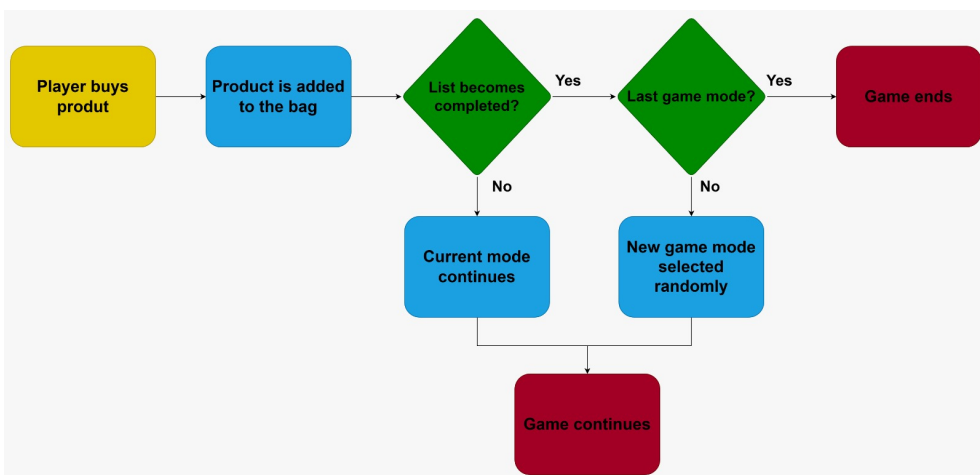 Player buys
produt
Product is added
to the bag
List becomes
completed?
Yes
Last game mode?
Yes
Game ends
No
No
Current mode
continues
New game mode
selected
randomly
Game continues